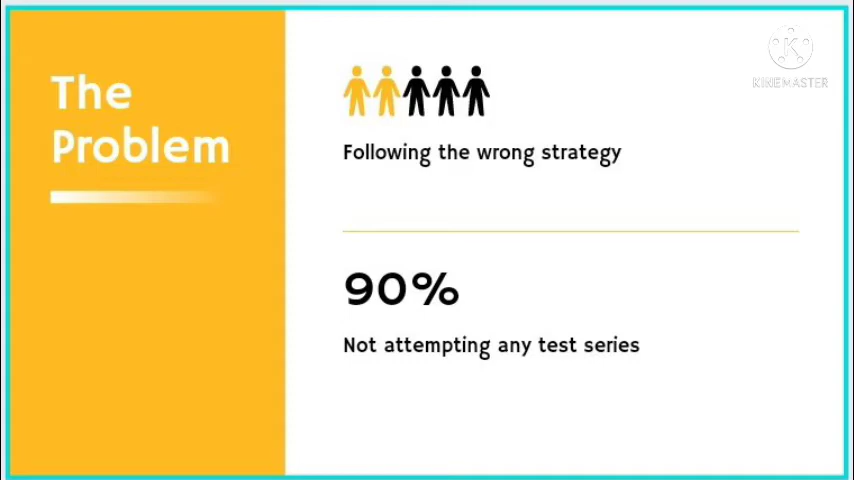 The
Problem
KINEMASTER
Following the wrong strategy
90%
Not attempting any test series